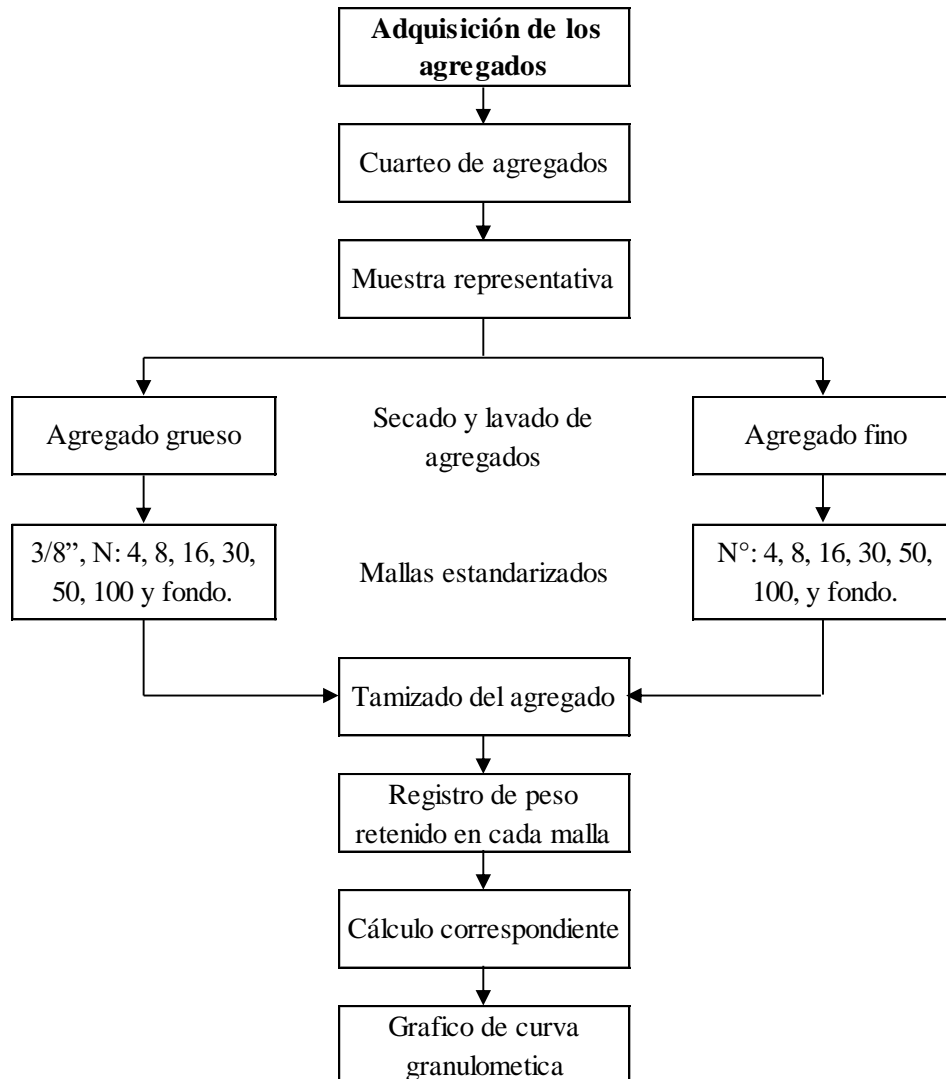 Adquisición de los
agregados
Cuarteo de agregados
Muestra representativa
Agregado grueso
Secado y lavado de
agregados
Agregado fino
3/8”, N: 4, 8, 16, 30,
50, 100 y fondo.
Mallas estandarizados
N°: 4, 8, 16, 30, 50,
100, y fondo.
Tamizado del agregado
Registro de peso
retenido en cada malla
Cálculo correspondiente
Grafico de curva
granulometica